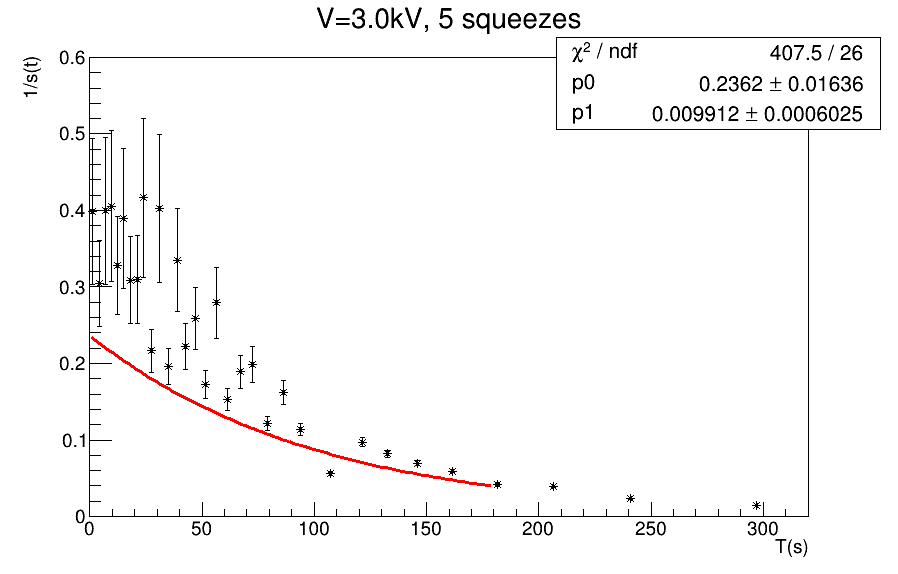 V=3.0kV, 5 squeezes
χ² / ndf 407.5 / 26
p0 0.2362 ± 0.01636
p1 0.009912 ± 0.0006025
1/s(t)
0.6
0.5
0.4
0.3
0.2
0.1
0
0 50 100 150 200 250 300
T(s)